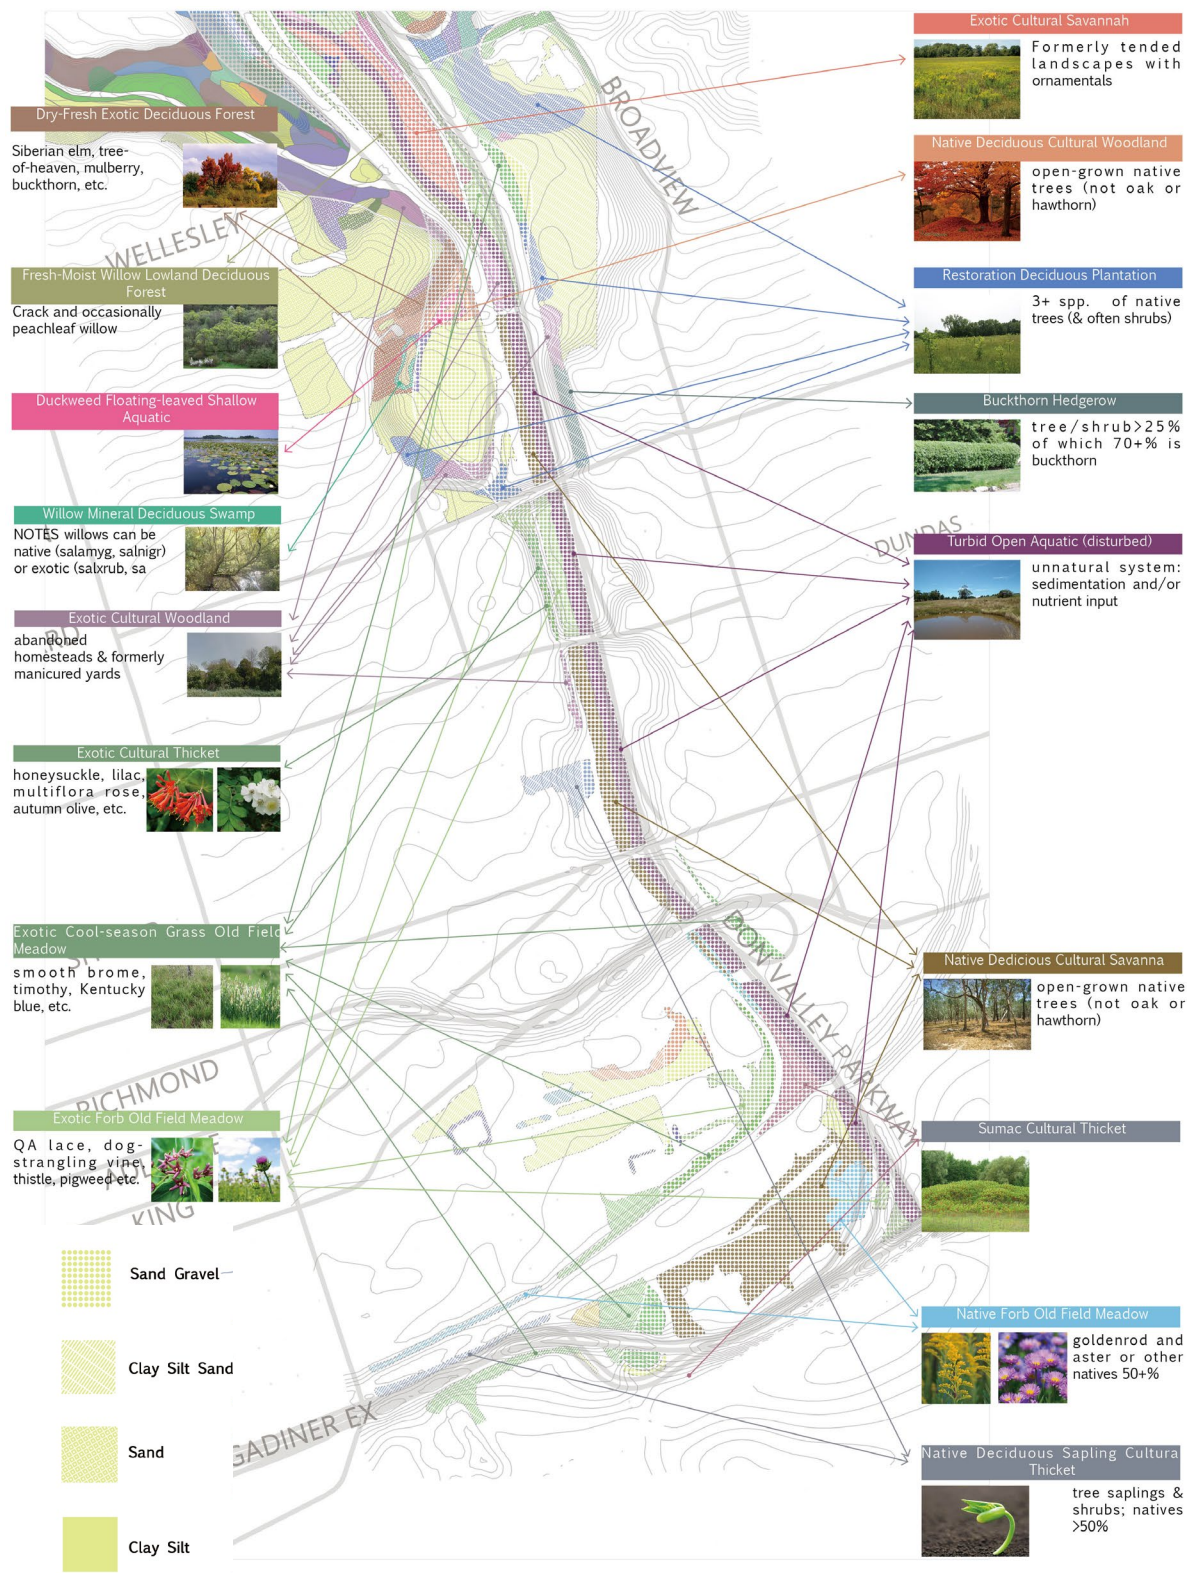 Exotic Cultural Savannah
Formerly tended
landscapes with
ornamentals
BROADVIEW
Dry-Fresh Exotic Deciduous Forest
Siberian elm, tree-
of-heaven, mulberry,
buckthorn, etc.
Native Deciduous Cultural Woodland
open-grown native
trees (not oak or
hawthorn)
WELLESLEY
Fresh-Moist Willow Lowland Deciduous
Forest
Crack and occasionally
peachleaf willow
Restoration Deciduous Plantation
3+ spp. of native
trees (& often shrubs)
Duckweed Floating-leaved Shallow
Aquatic
Buckthorn Hedgerow
tree/shrub>25%
of which 70+% is
buckthorn
Willow Mineral Deciduous Swamp
NOTES willows can be
native (salamyg, salnigr)
or exotic (salxrub, sa
DUNDAS
Turbid Open Aquatic (disturbed)
unnatural system:
sedimentation and/or
nutrient input
Exotic Cultural Woodland
RD
abandoned
homesteads & formerly
manicured yards
Exotic Cultural Thicket
honeysuckle, lilac,
multiflora rose,
autumn olive, etc.
Exotic Cool-season Grass Old Field
Meadow
smooth brome,
timothy, Kentucky
blue, etc.
DON VALLEY PARKWAY
Native Dedicious Cultural Savanna
open-grown native
trees (not oak or
hawthorn)
RICHMOND
Exotic Forb Old Field Meadow
QA lace, dog-
strangling vine,
thistle, pigweed etc.
KING
Sumac Cultural Thicket
Sand Gravel
Clay Silt Sand
Sand
Clay Silt
Native Forb Old Field Meadow
goldenrod and
aster or other
natives 50+%
GADINER EX
Native Deciduous Sapling Cultura
Thicket
tree saplings &
shrubs; natives
>50%